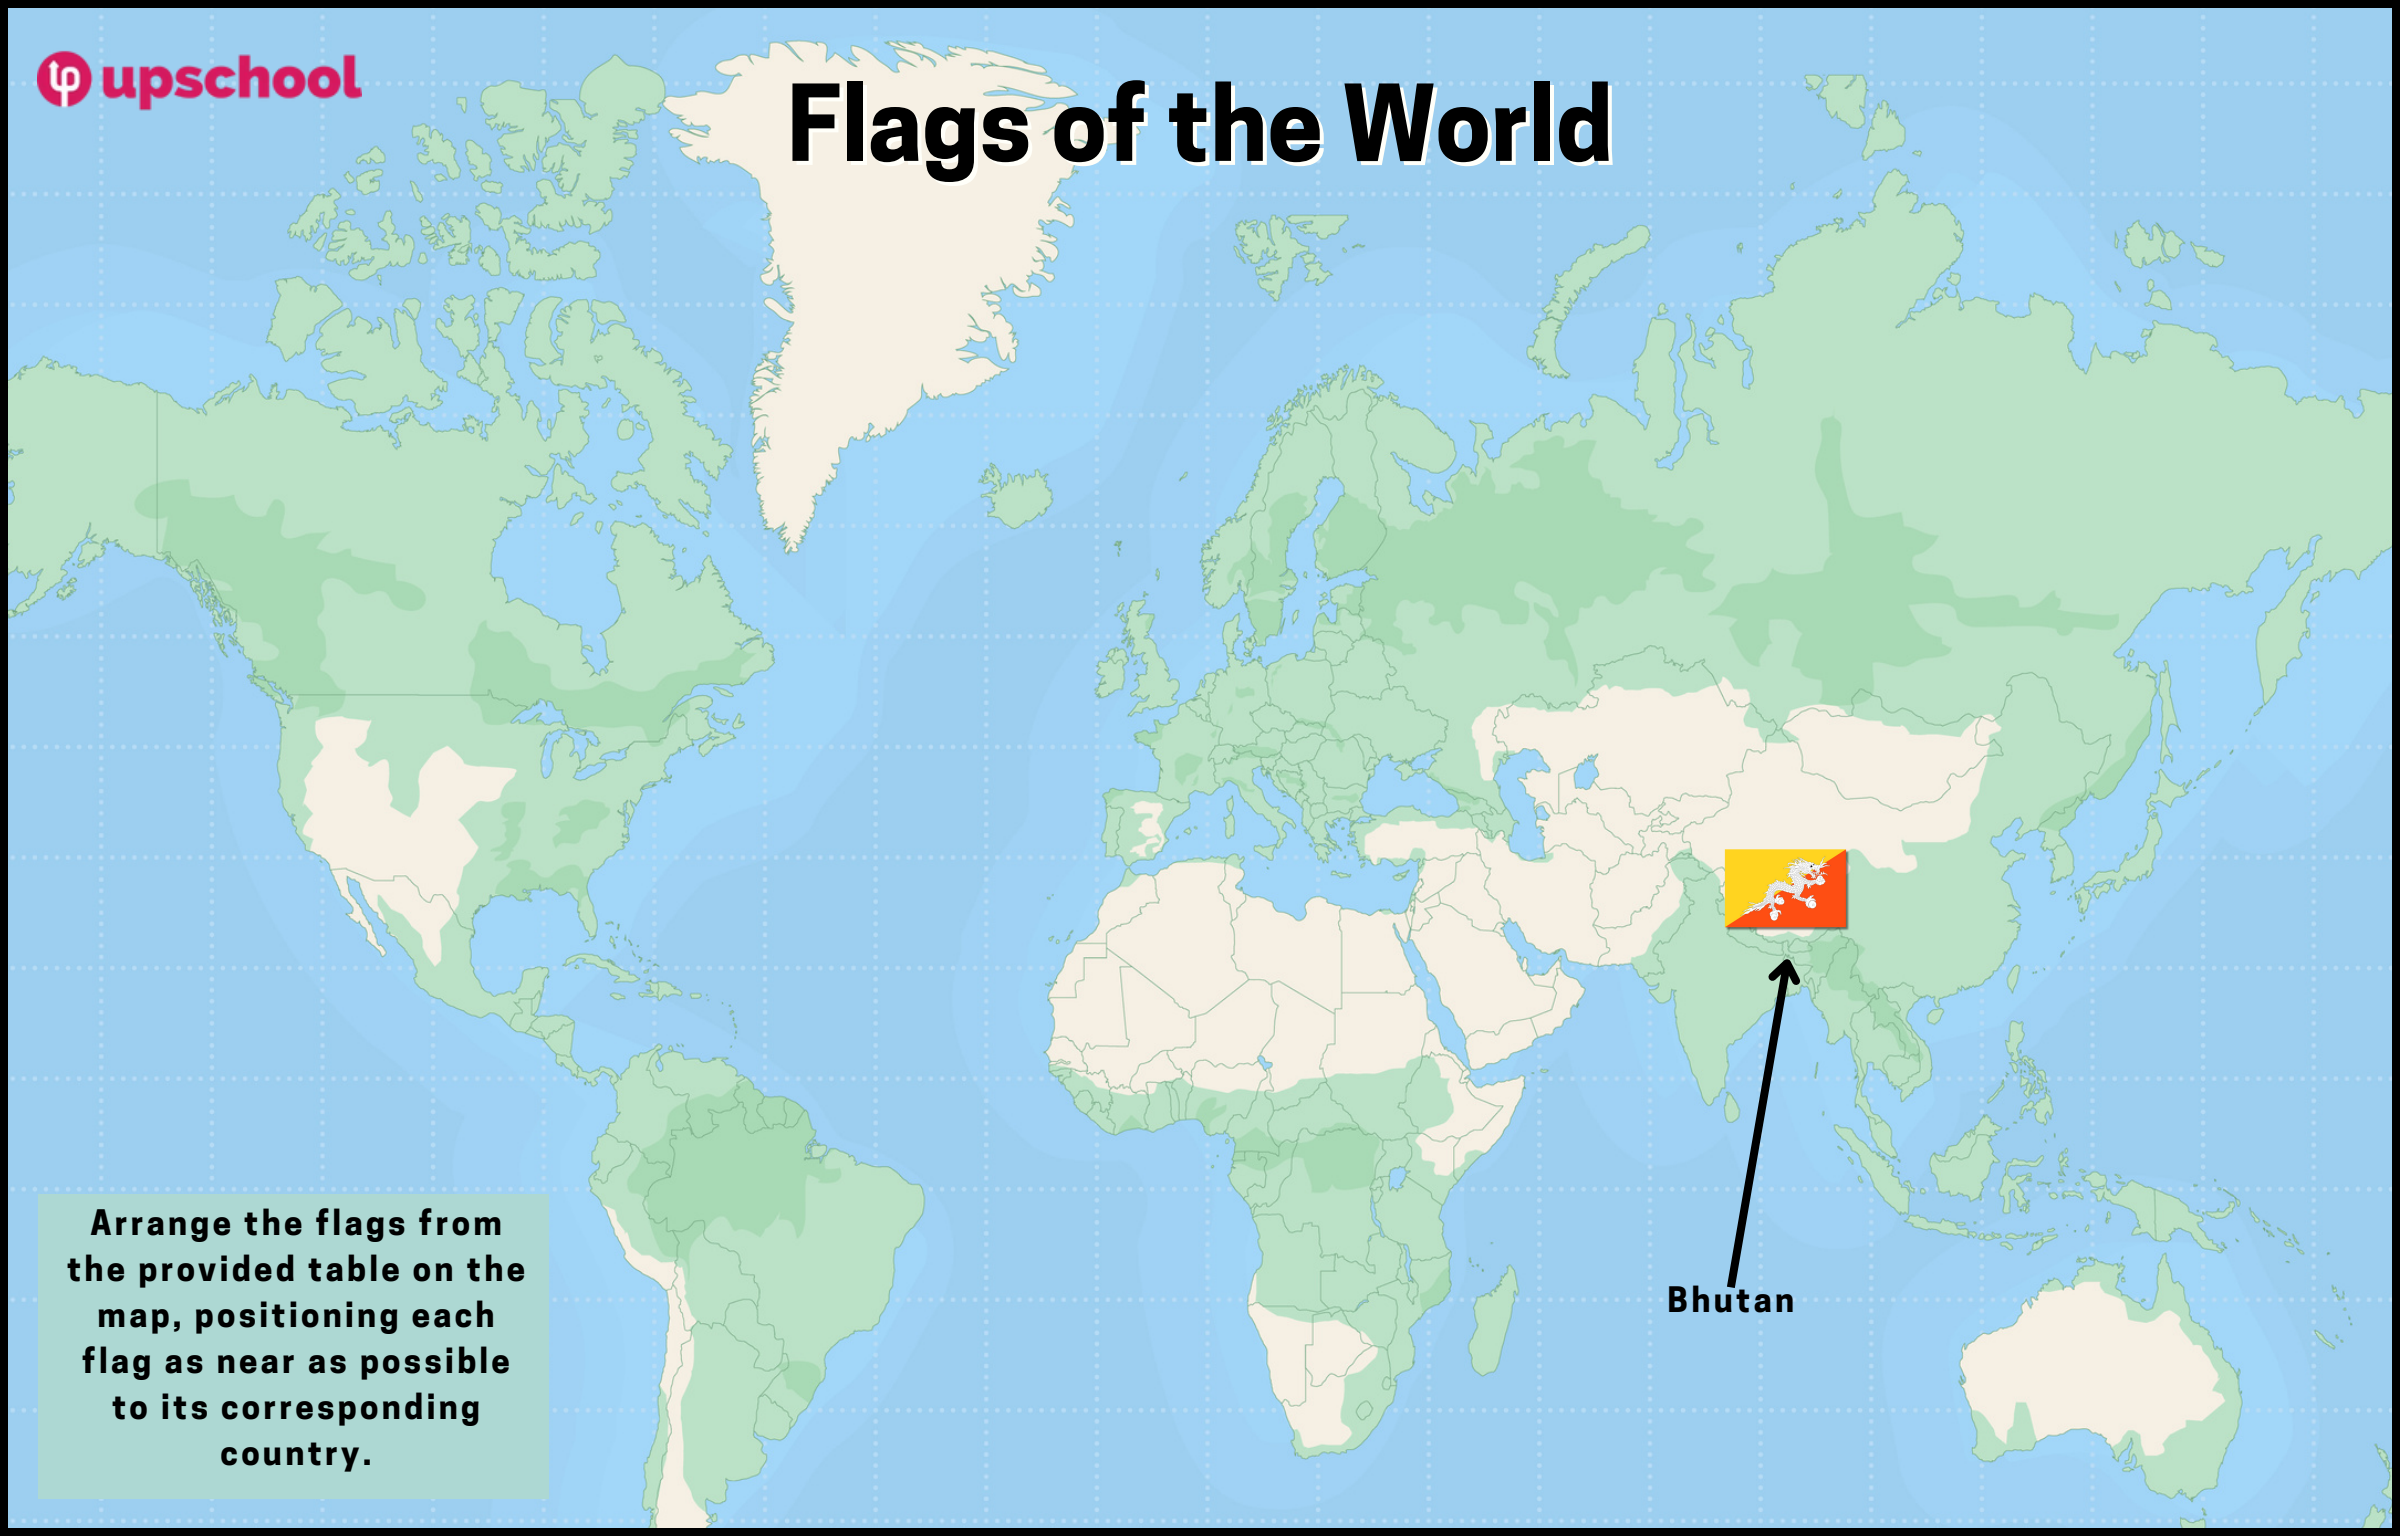 upschool
Flags of the World
Arrange the flags from
the provided table on the
map, positioning each
flag as near as possible
to its corresponding
country.
Bhutan